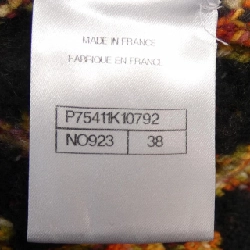 MADE IN FRANCE
FABRIQUE EN FRANCE
P75411K10792
NO923 38